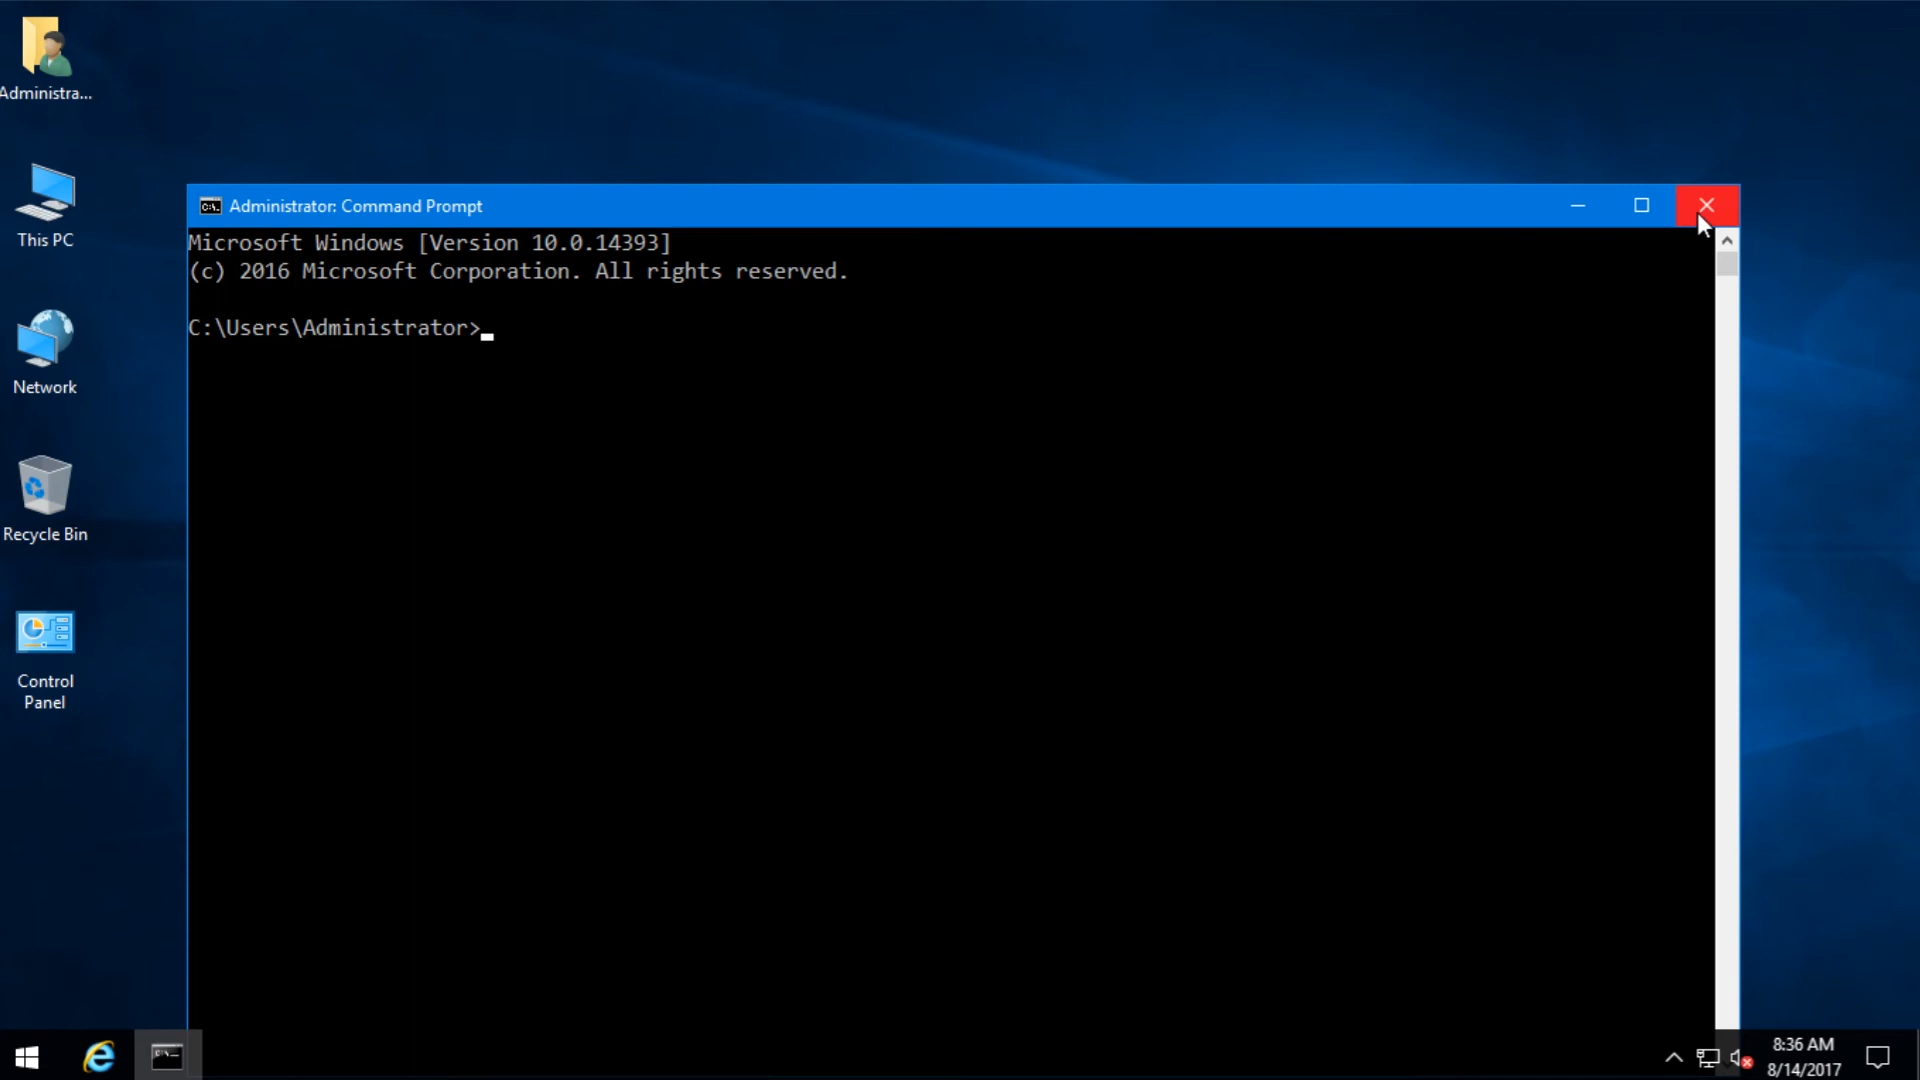 Administra...
This PC
Network
Recycle Bin
Control
Panel
Administrator: Command Prompt
Microsoft Windows [Version 10.0.14393]
(c) 2016 Microsoft Corporation. All rights reserved.
C:\Users\Administrator>
8:36 AM
8/14/2017